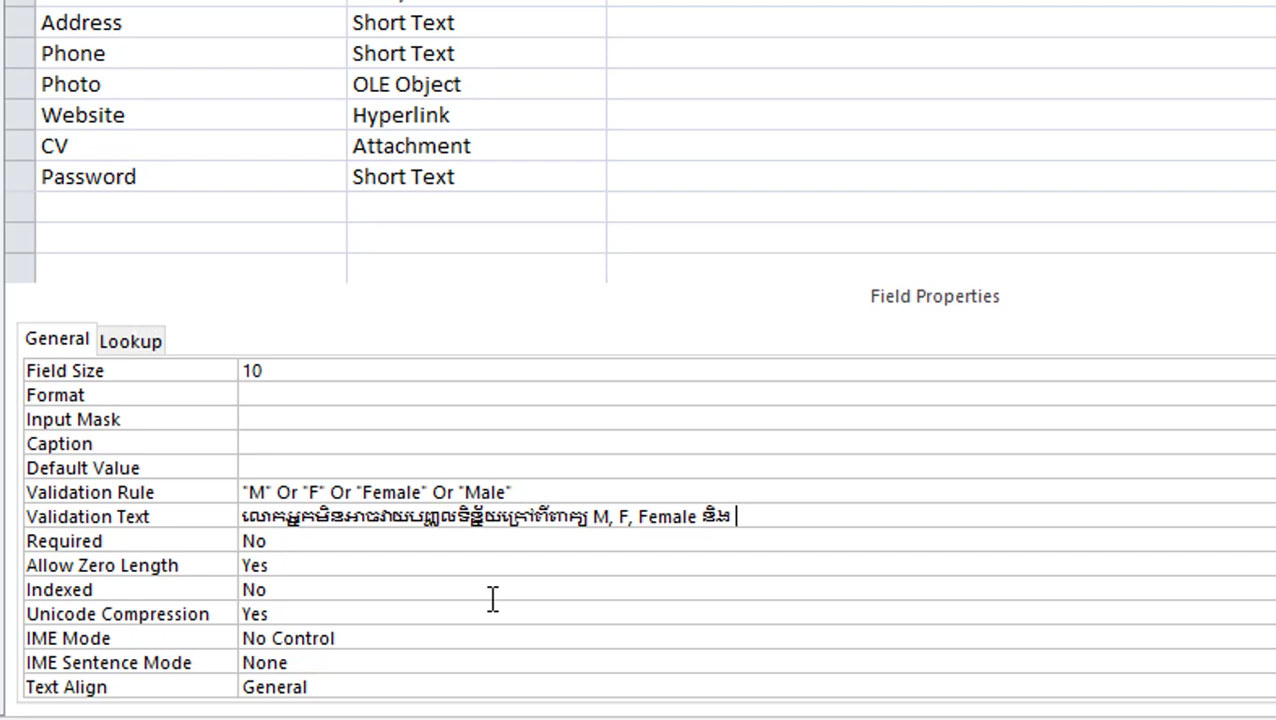 Address Short Text
Phone Short Text
Photo OLE Object
Website Hyperlink
CV Attachment
Password Short Text
Field Properties
General Lookup
Field Size 10
Format
Input Mask
Caption
Default Value
Validation Rule "M" Or "F" Or "Female" Or "Male"
Validation Text លោកអ្នកមិនអាចវាយបញ្ចូលទិន្ន័យក្រៅពីពាក្យ M, F, Female និង
Required No
Allow Zero Length Yes
Indexed No
Unicode Compression Yes
IME Mode No Control
IME Sentence Mode None
Text Align General